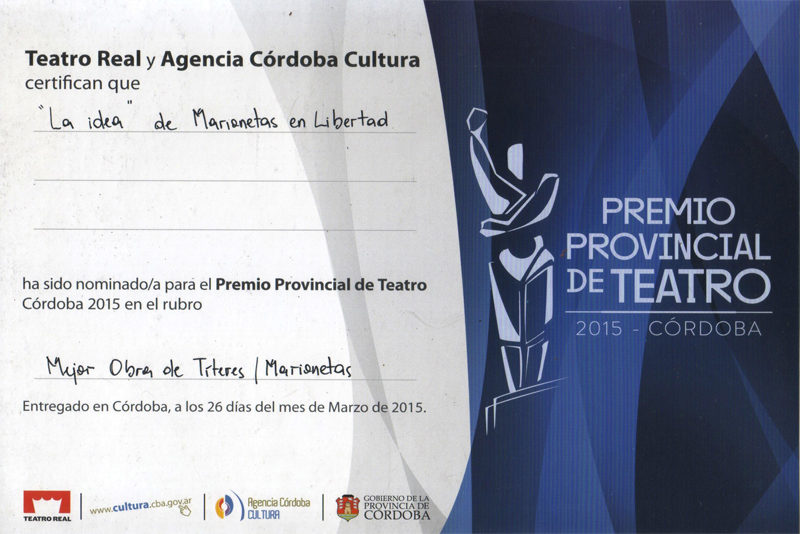 Teatro Real y Agencia Córdoba Cultura
certifican que
"La idea" de Marionetas en Libertad
ha sido nominado/a para el Premio Provincial de Teatro
Córdoba 2015 en el rubro
Mejor Obra de Títeres / Marionetas
Entregado en Córdoba, a los 26 días del mes de Marzo de 2015.
TEATRO REAL
www.cultura.cba.gov.ar
Agencia Córdoba
CULTURA
GOBIERNO DE LA
PROVINCIA DE
CÓRDOBA
PREMIO
PROVINCIAL
DE TEATRO
2015 - CÓRDOBA